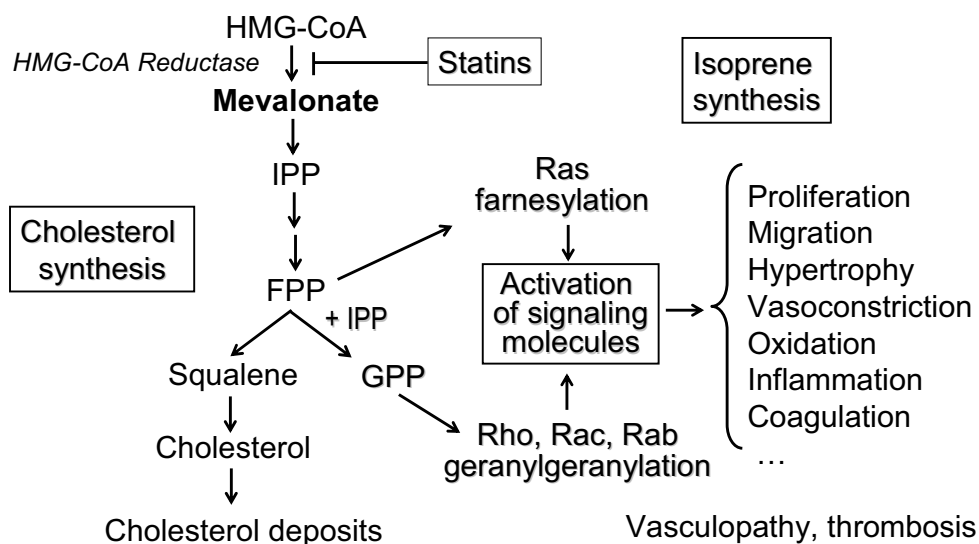 HMG-CoA
HMG-CoA Reductase
Statins
Isoprene
synthesis
Mevalonate
IPP
Ras
farnesylation
Cholesterol
synthesis
FPP
+ IPP
Activation
of signaling
molecules
Proliferation
Migration
Hypertrophy
Vasoconstriction
Oxidation
Inflammation
Coagulation
…
Squalene
GPP
Cholesterol
Rho, Rac, Rab
geranylgeranylation
Cholesterol deposits
Vasculopathy, thrombosis